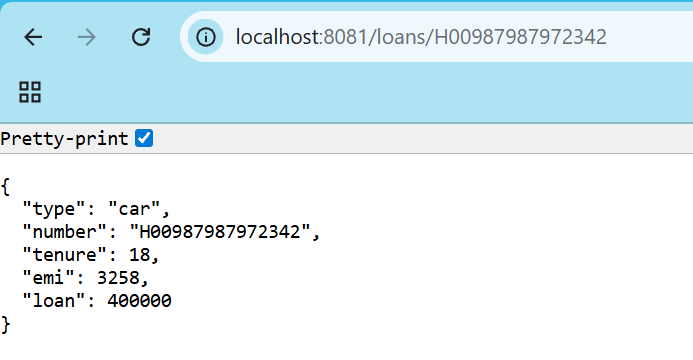 localhost:8081/loans/H00987987972342
Pretty-print
{
  "type": "car",
  "number": "H00987987972342",
  "tenure": 18,
  "emi": 3258,
  "loan": 400000
}